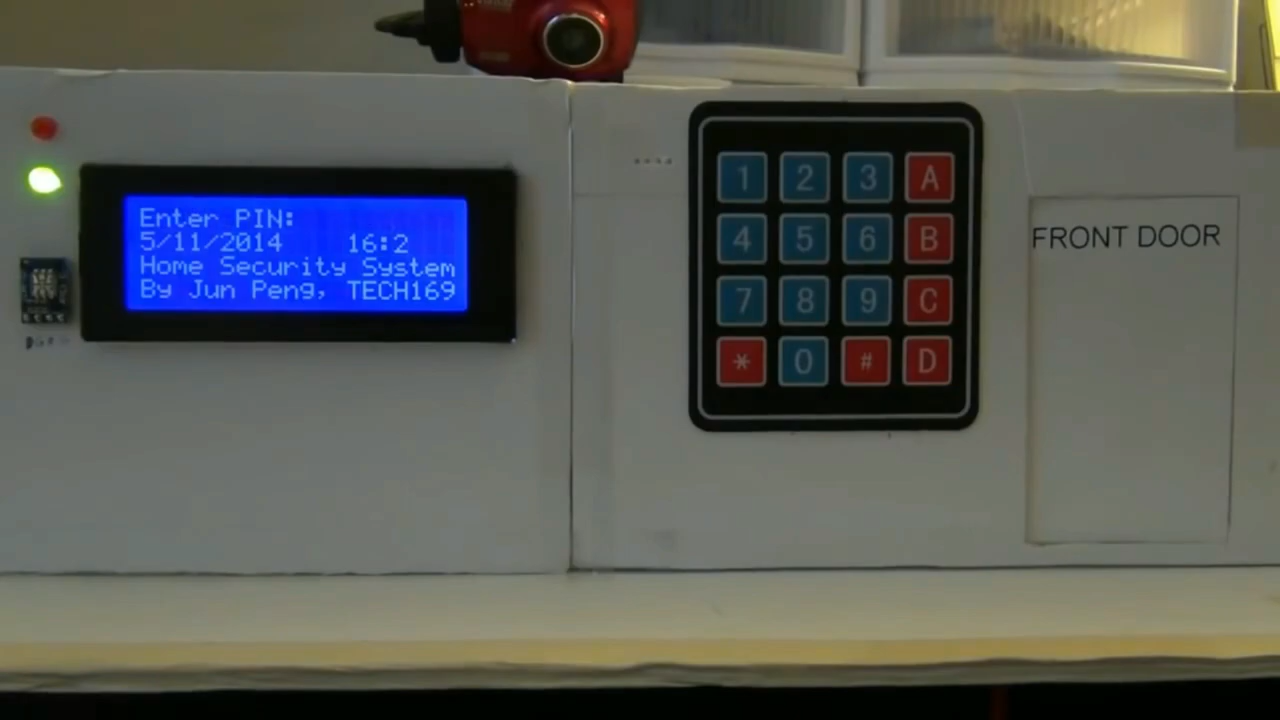 Enter PIN:
5/11/2014 16:2
Home Security System
By Jun Peng, TECH169
1 2 3 A
4 5 6 B
7 8 9 C
* 0 # D
FRONT DOOR